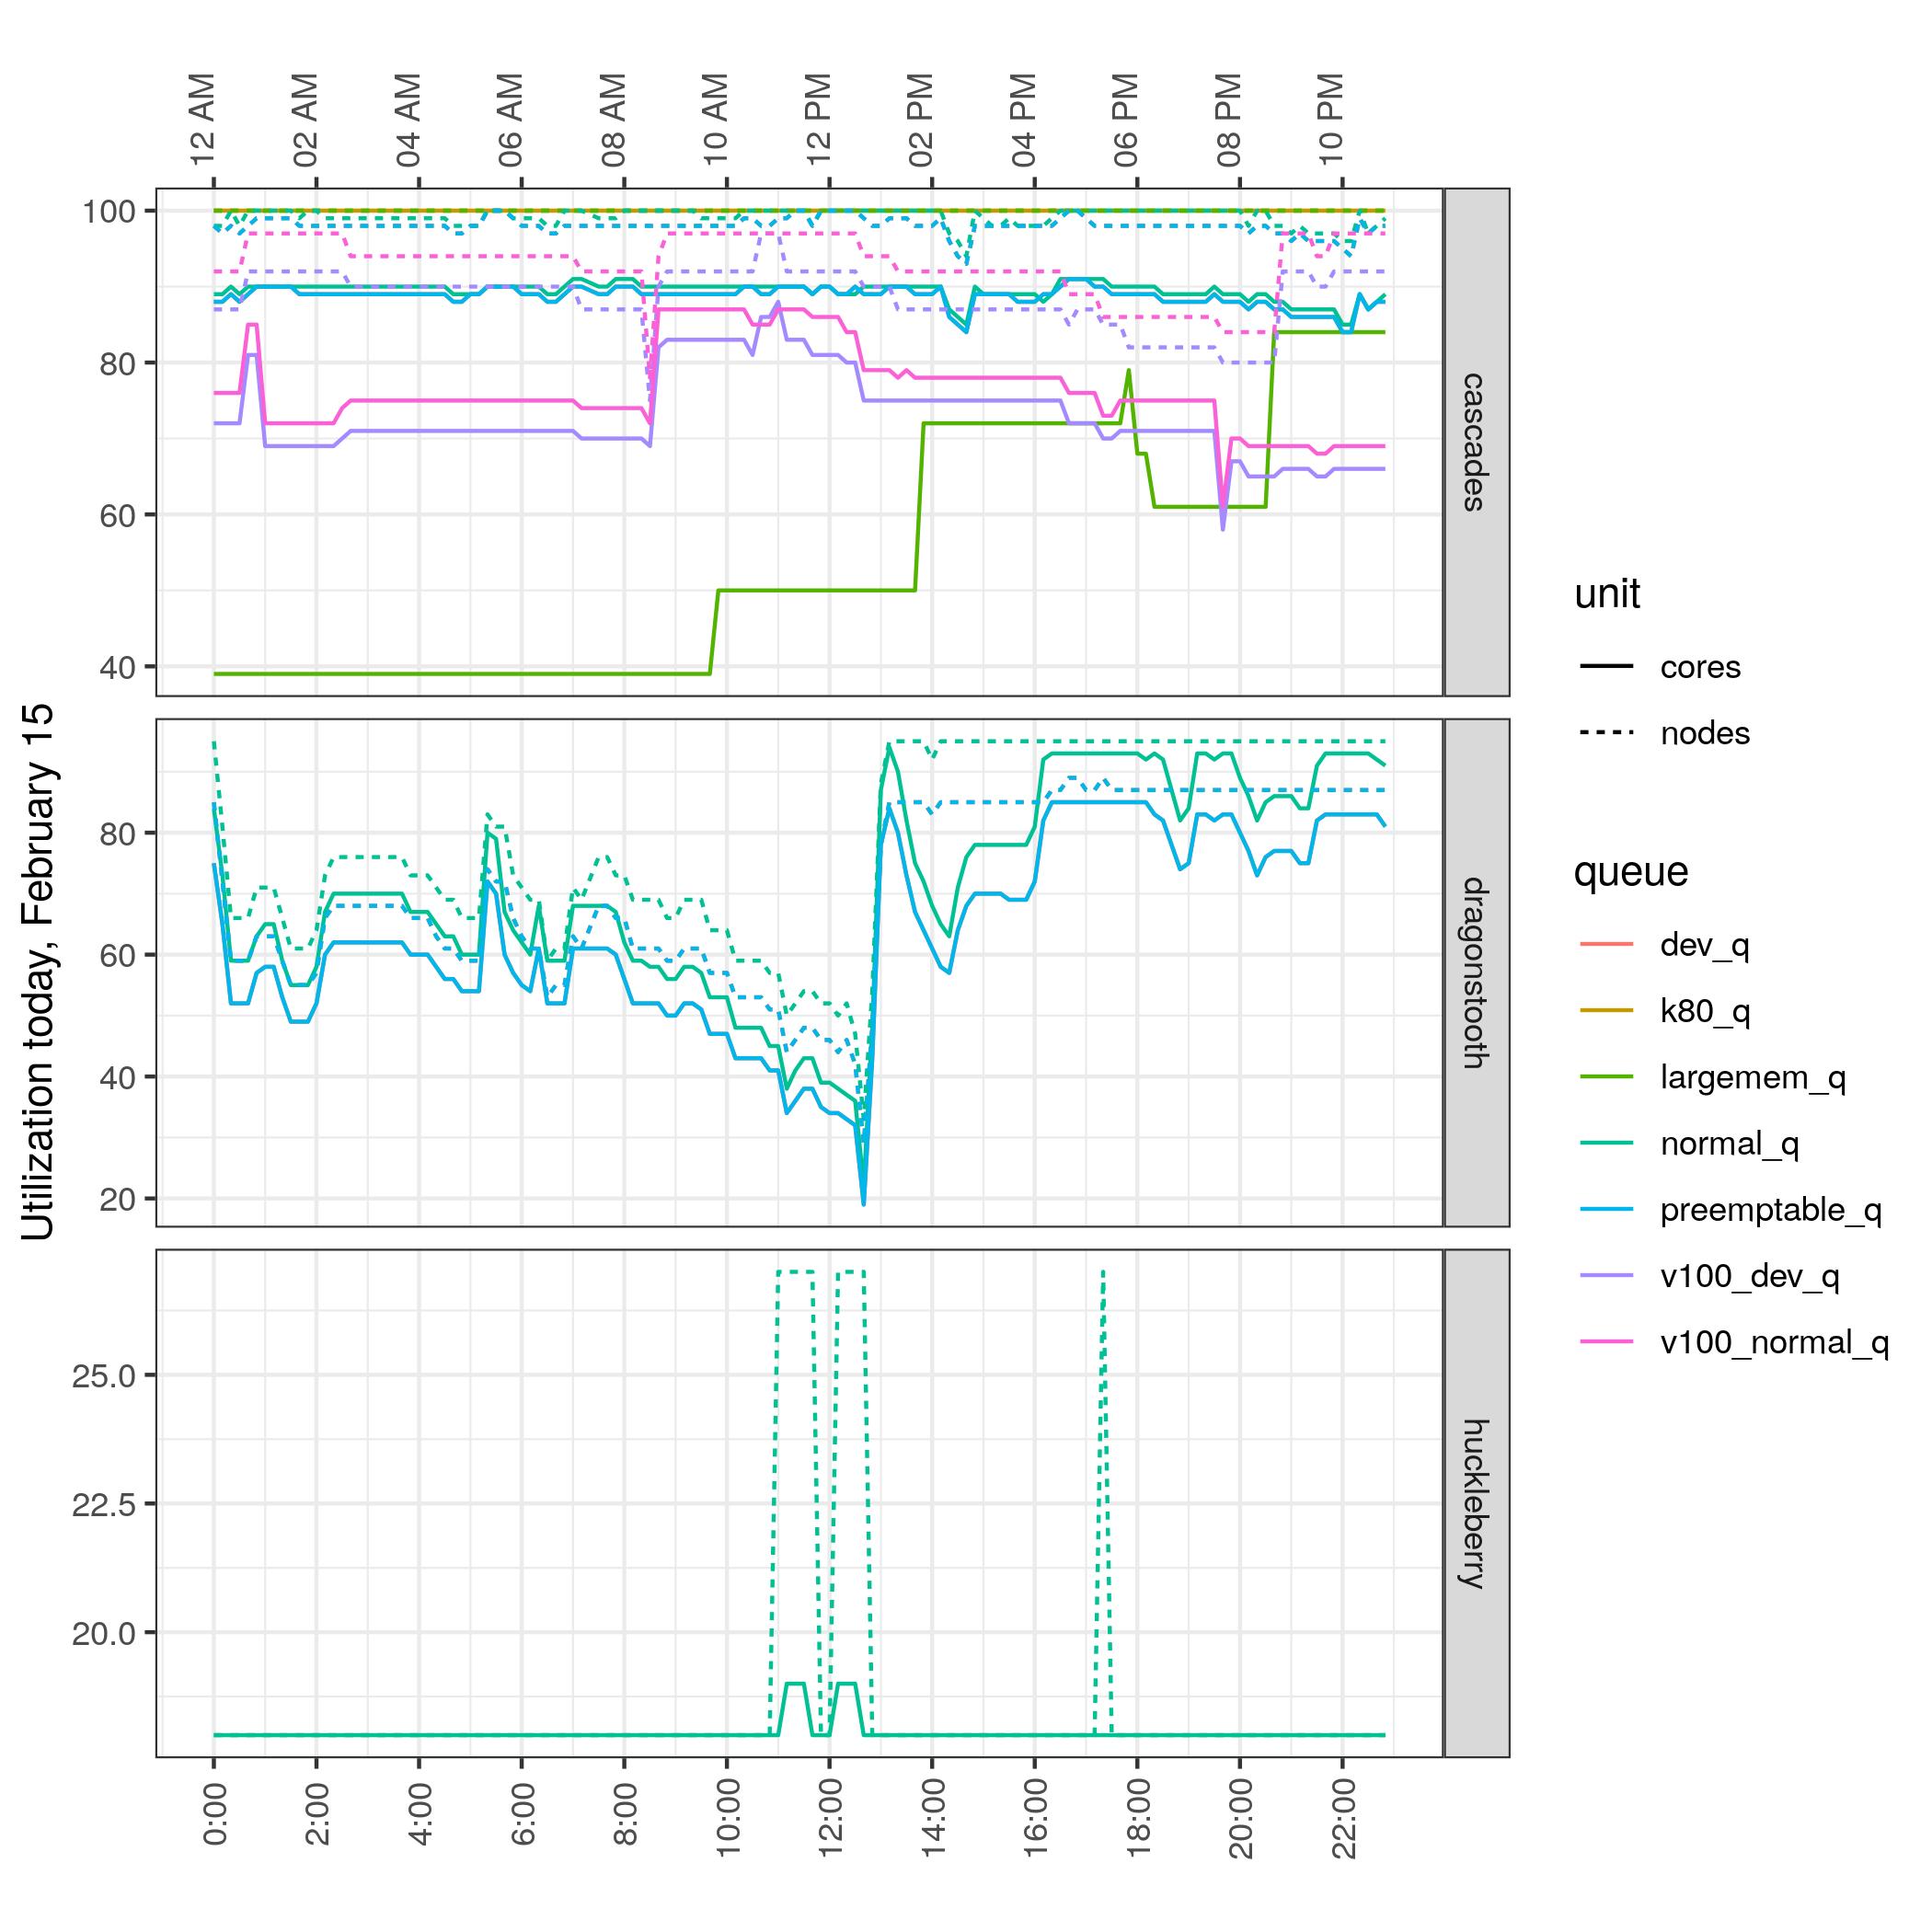 12 AM
02 AM
04 AM
06 AM
08 AM
10 AM
12 PM
02 PM
04 PM
06 PM
08 PM
10 PM
Utilization today, February 15
100
80
60
40
cascades
80
60
40
20
dragonstooth
25.0
22.5
20.0
huckleberry
0:00
2:00
4:00
6:00
8:00
10:00
12:00
14:00
16:00
18:00
20:00
22:00
unit
cores
nodes
queue
dev_q
k80_q
largemem_q
normal_q
preemptable_q
v100_dev_q
v100_normal_q